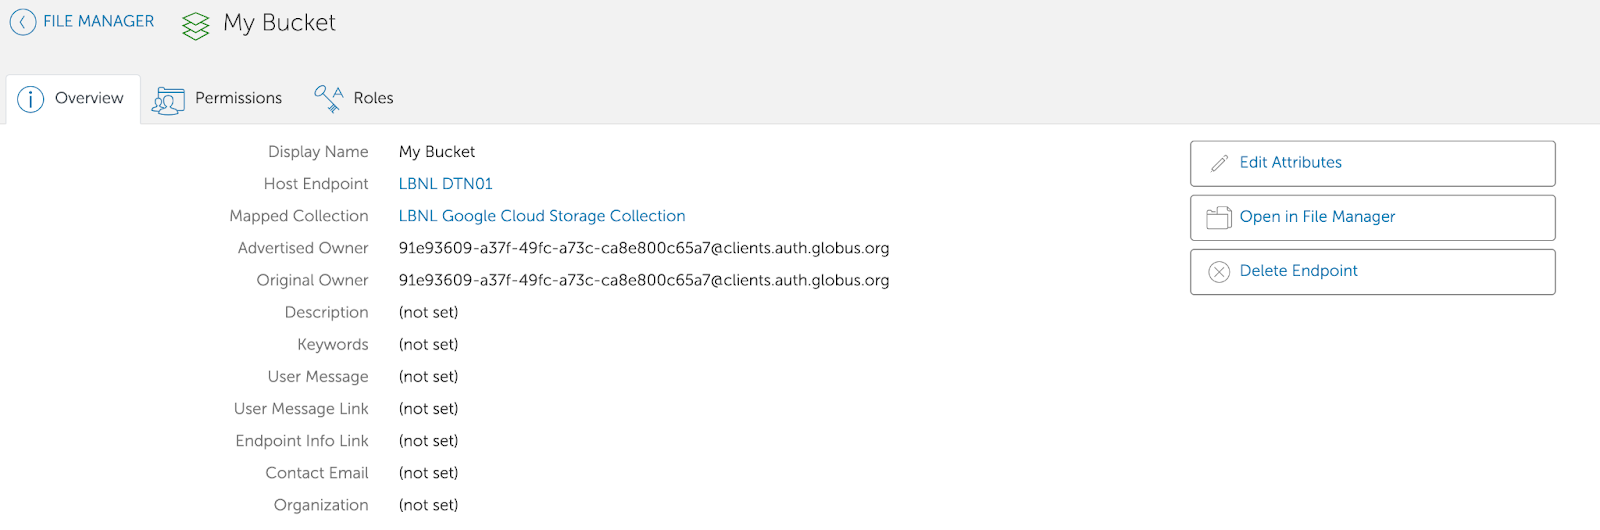 FILE MANAGER My Bucket
Overview Permissions Roles
Display Name My Bucket
Host Endpoint LBNL DTN01
Mapped Collection LBNL Google Cloud Storage Collection
Advertised Owner 91e93609-a37f-49fc-a73c-ca8e800c65a7@clients.auth.globus.org
Original Owner 91e93609-a37f-49fc-a73c-ca8e800c65a7@clients.auth.globus.org
Description (not set)
Keywords (not set)
User Message (not set)
User Message Link (not set)
Endpoint Info Link (not set)
Contact Email (not set)
Organization (not set)
Edit Attributes
Open in File Manager
Delete Endpoint